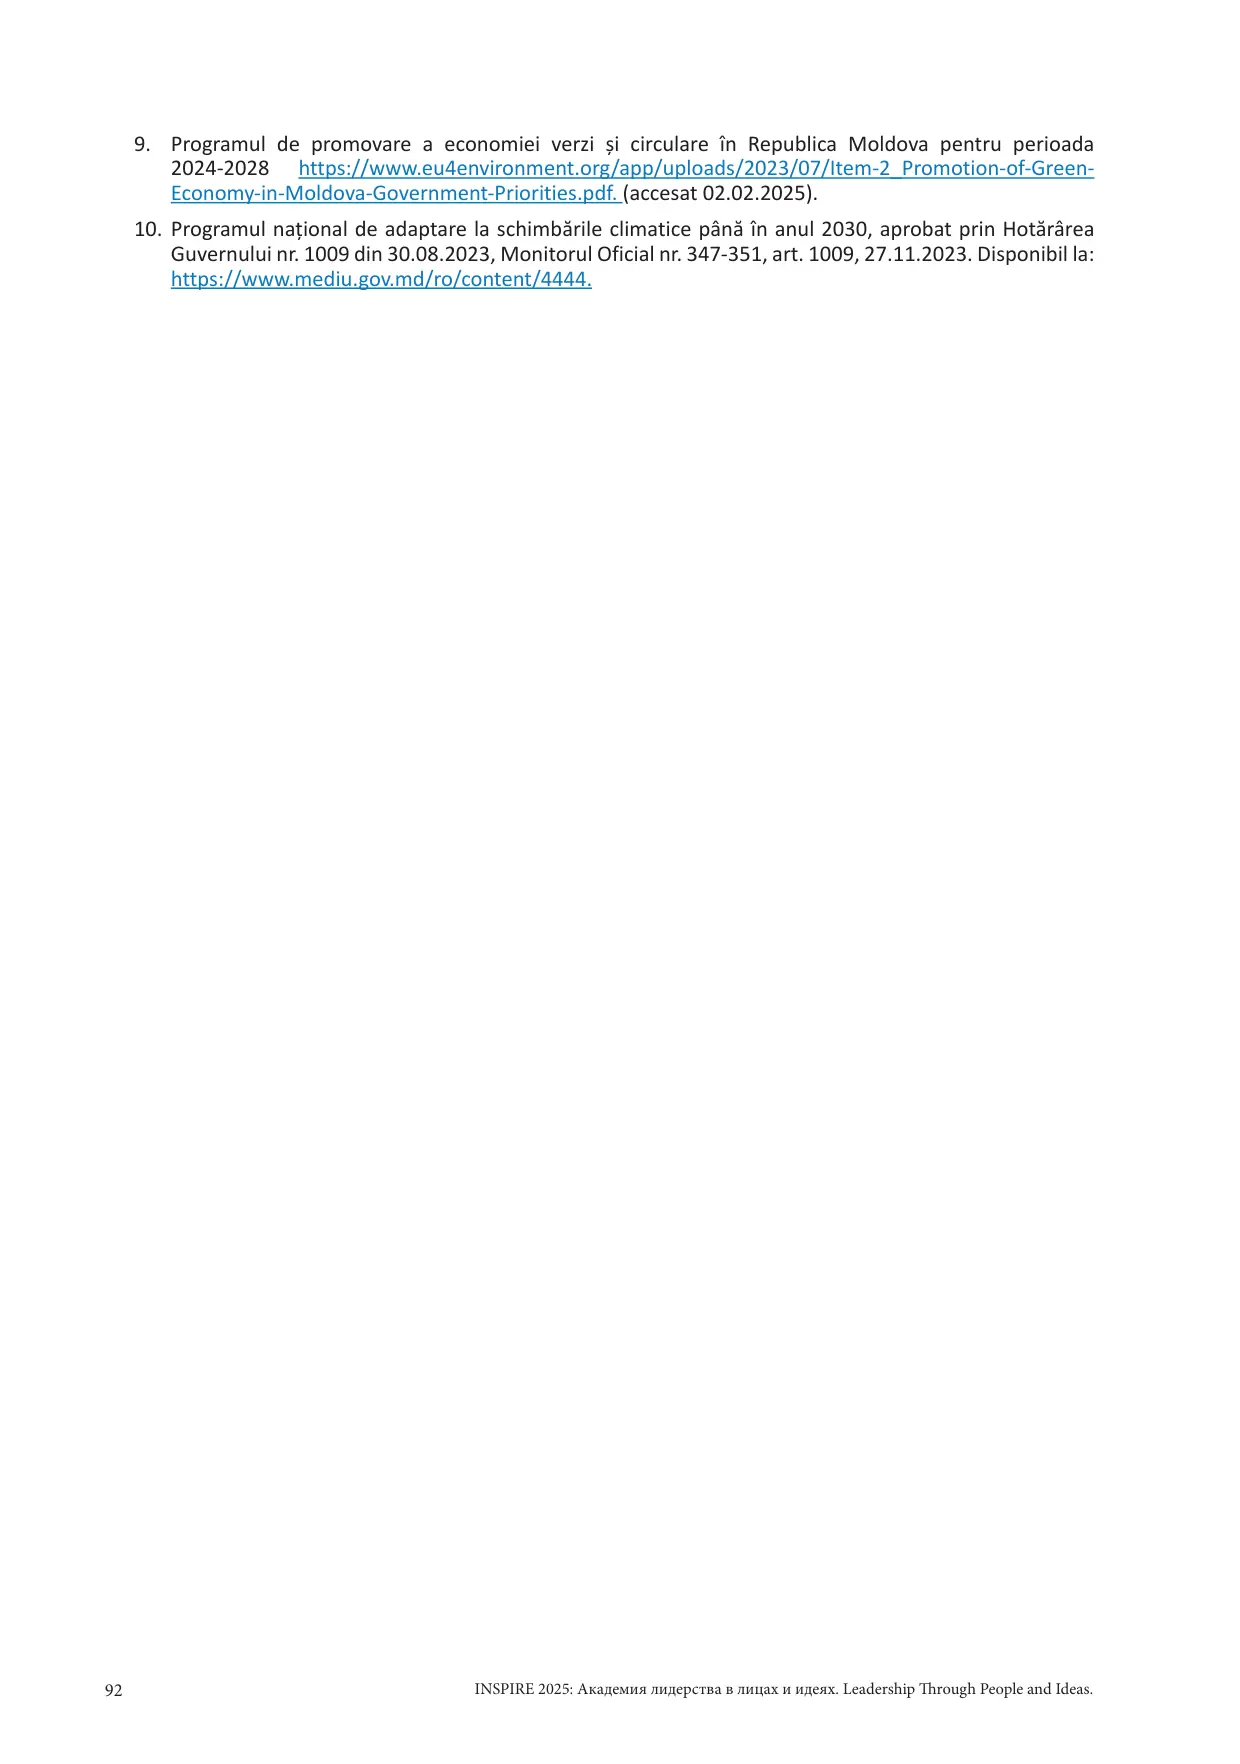 9. Programul de promovare a economiei verzi și circulare în Republica Moldova pentru perioada
2024-2028 https://www.eu4environment.org/app/uploads/2023/07/Item-2_Promotion-of-Green-
Economy-in-Moldova-Government-Priorities.pdf. (accesat 02.02.2025).
10. Programul național de adaptare la schimbările climatice până în anul 2030, aprobat prin Hotărârea
Guvernului nr. 1009 din 30.08.2023, Monitorul Oficial nr. 347-351, art. 1009, 27.11.2023. Disponibil la:
https://www.mediu.gov.md/ro/content/4444.
92 INSPIRE 2025: Академия лидерства в лицах и идеях. Leadership Through People and Ideas.